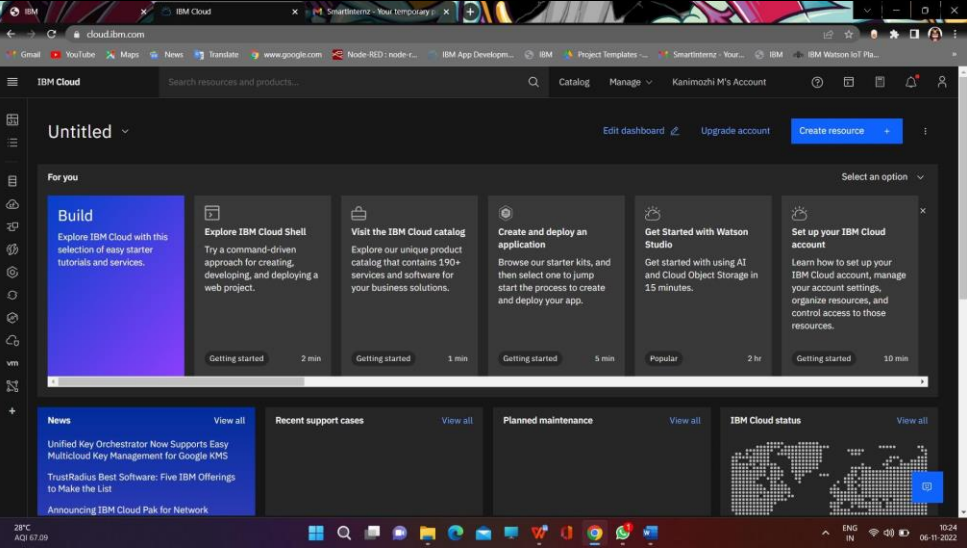 IBM
IBM Cloud
SmartInternz - Your temporary p
cloud.ibm.com
Gmail
YouTube
Maps
News
Translate
www.google.com
Node-RED : node-r...
IBM App Developm...
IBM
Project Templates -...
SmartInternz - Your...
IBM
IBM Watson IoT Pla...
IBM Cloud
Search resources and products...
Catalog
Manage
Kanimozhi M's Account
Untitled
Edit dashboard
Upgrade account
Create resource +
For you
Select an option
Build
Explore IBM Cloud with this
selection of easy starter
tutorials and services.
Explore IBM Cloud Shell
Try a command-driven
approach for creating,
developing, and deploying a
web project.
Getting started
2 min
Visit the IBM Cloud catalog
Explore our unique product
catalog that contains 190+
services and software for
your business solutions.
Getting started
1 min
Create and deploy an
application
Browse our starter kits, and
then select one to jump
start the process to create
and deploy your app.
Getting started
5 min
Get Started with Watson
Studio
Get started with using AI
and Cloud Object Storage in
15 minutes.
Popular
2 hr
Set up your IBM Cloud
account
Learn how to set up your
IBM Cloud account, manage
your account settings,
organize resources, and
control access to those
resources.
Getting started
10 min
vm
News
View all
Unified Key Orchestrator Now Supports Easy
Multicloud Key Management for Google KMS
TrustRadius Best Software: Five IBM Offerings
to Make the List
Announcing IBM Cloud Pak for Network
Recent support cases
View all
Planned maintenance
View all
IBM Cloud status
View all
28°C
AQI 67.09
ENG
IN
10:24
06-11-2022